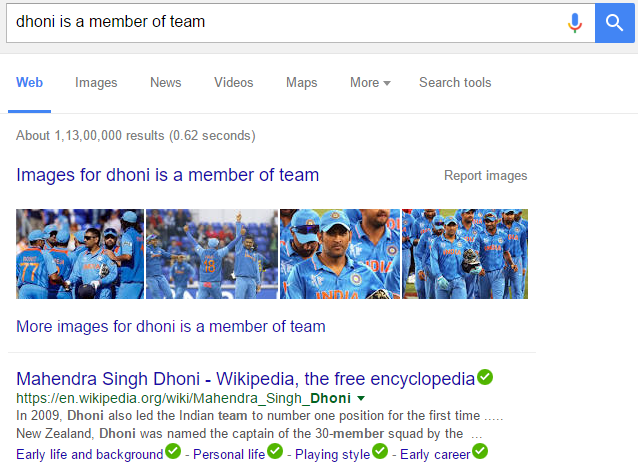 dhoni is a member of team
Web Images News Videos Maps More Search tools
About 1,13,00,000 results (0.62 seconds)
Images for dhoni is a member of team Report images
77
18
INDIA
More images for dhoni is a member of team
Mahendra Singh Dhoni - Wikipedia, the free encyclopedia
https://en.wikipedia.org/wiki/Mahendra_Singh_Dhoni
In 2009, Dhoni also led the Indian team to number one position for the first time .....
New Zealand, Dhoni was named the captain of the 30-member squad by the ...
Early life and background - Personal life - Playing style - Early career